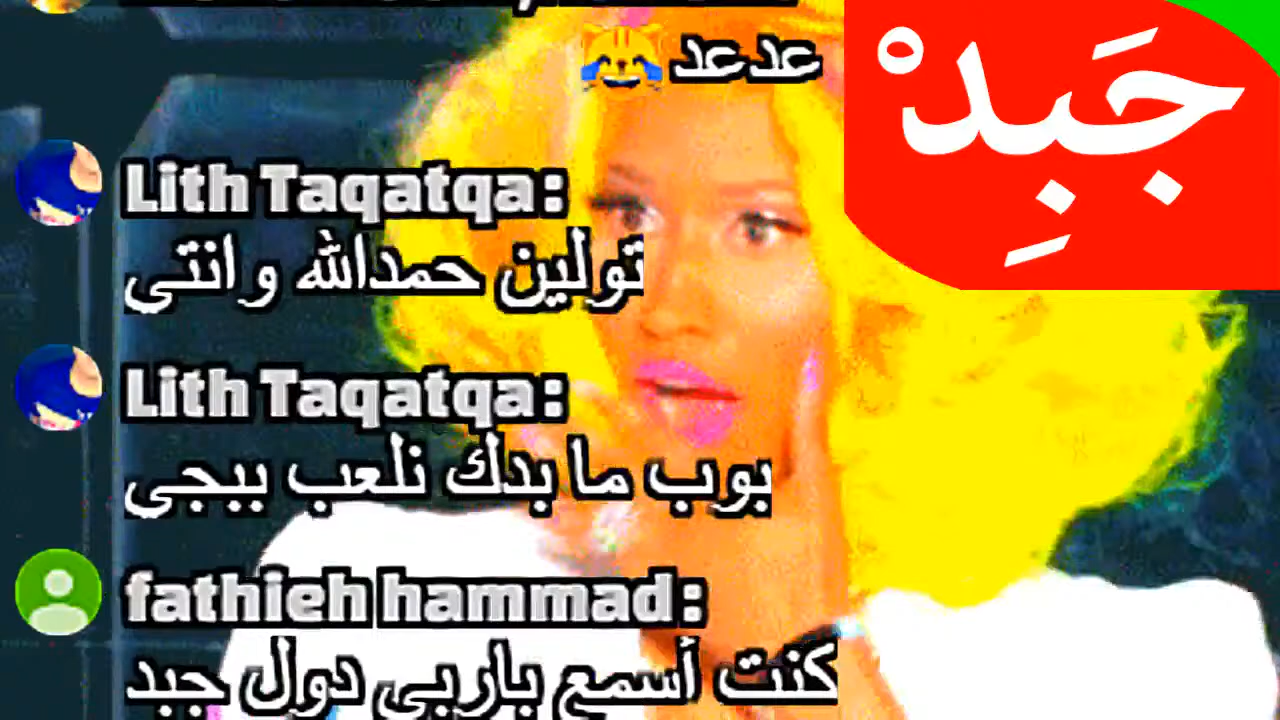 عدعد
جَبِدْ
Lith Taqatqa:
تولين حمدالله وانتي
Lith Taqatqa:
بوب ما بدك نلعب ببجي
fathieh hammad:
كنت أسمع باربي دول جبد